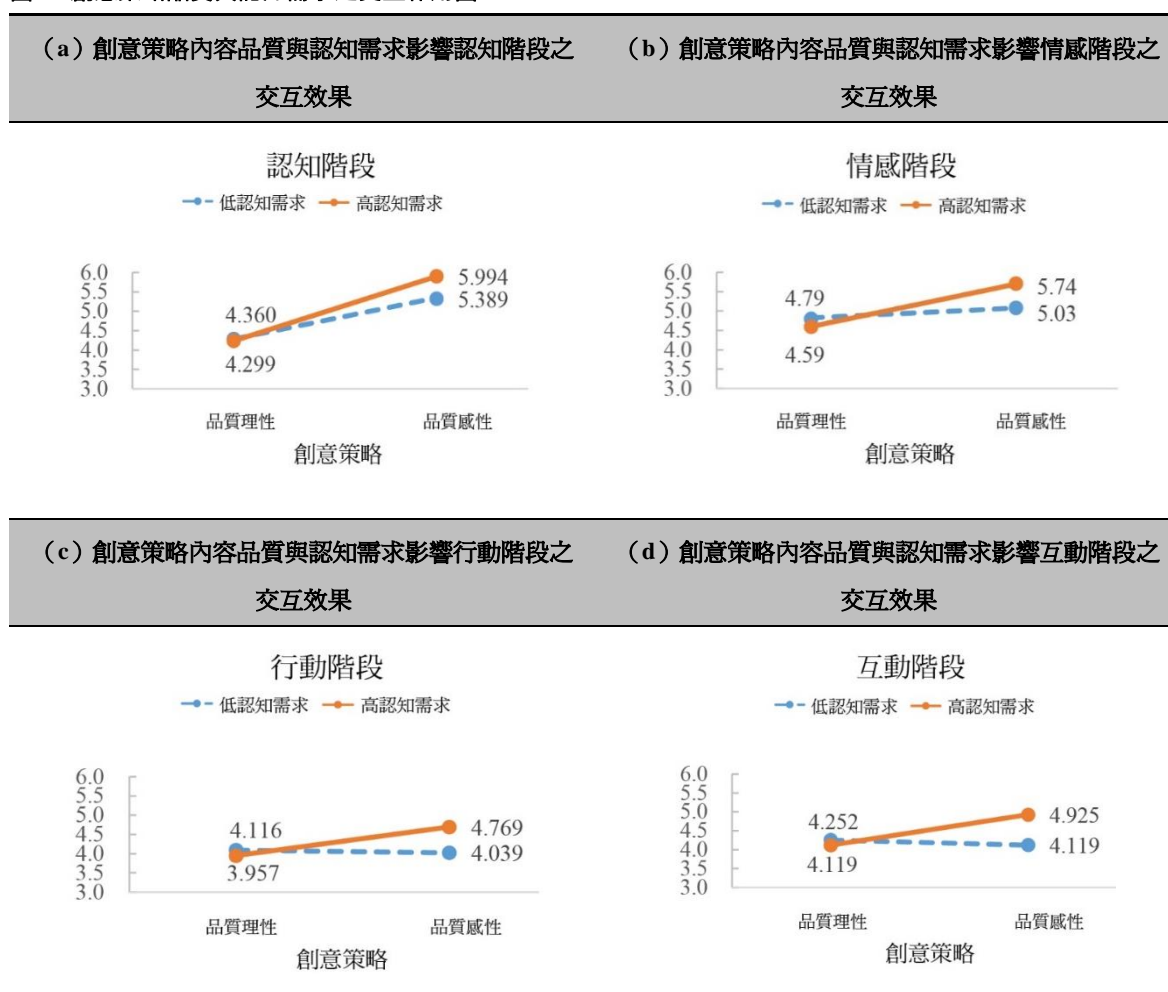 （a）創意策略內容品質與認知需求影響認知階段之
交互效果
（b）創意策略內容品質與認知需求影響情感階段之
交互效果
認知階段
低認知需求 高認知需求
6.0
5.5
5.0
4.5
4.0
3.5
3.0
4.360
4.299
5.994
5.389
品質理性 品質感性
創意策略
情感階段
低認知需求 高認知需求
6.0
5.5
5.0
4.5
4.0
3.5
3.0
4.79
4.59
5.74
5.03
品質理性 品質感性
創意策略
（c）創意策略內容品質與認知需求影響行動階段之
交互效果
（d）創意策略內容品質與認知需求影響互動階段之
交互效果
行動階段
低認知需求 高認知需求
6.0
5.5
5.0
4.5
4.0
3.5
3.0
4.116
3.957
4.769
4.039
品質理性 品質感性
創意策略
互動階段
低認知需求 高認知需求
6.0
5.5
5.0
4.5
4.0
3.5
3.0
4.252
4.119
4.925
4.119
品質理性 品質感性
創意策略